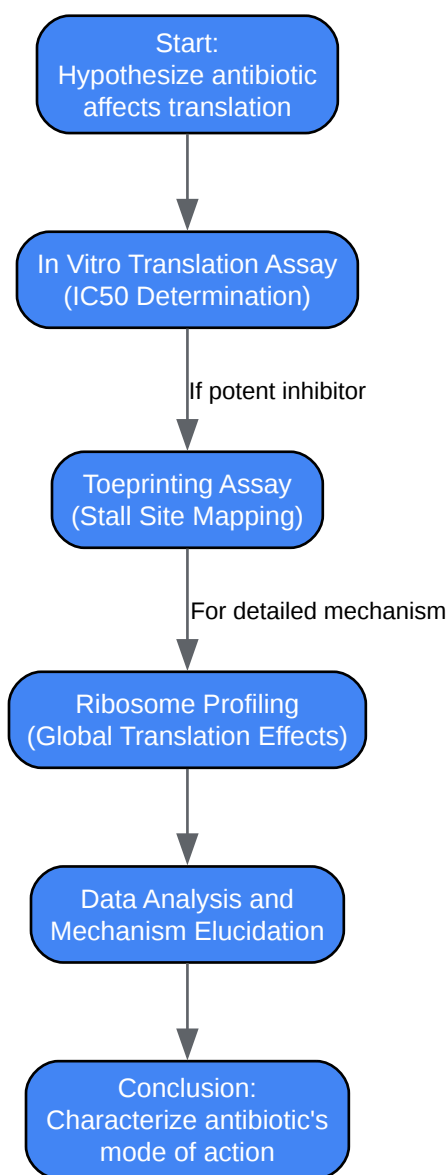 Start:
Hypothesize antibiotic
affects translation
In Vitro Translation Assay
(IC50 Determination)
If potent inhibitor
Toeprinting Assay
(Stall Site Mapping)
For detailed mechanism
Ribosome Profiling
(Global Translation Effects)
Data Analysis and
Mechanism Elucidation
Conclusion:
Characterize antibiotic's
mode of action